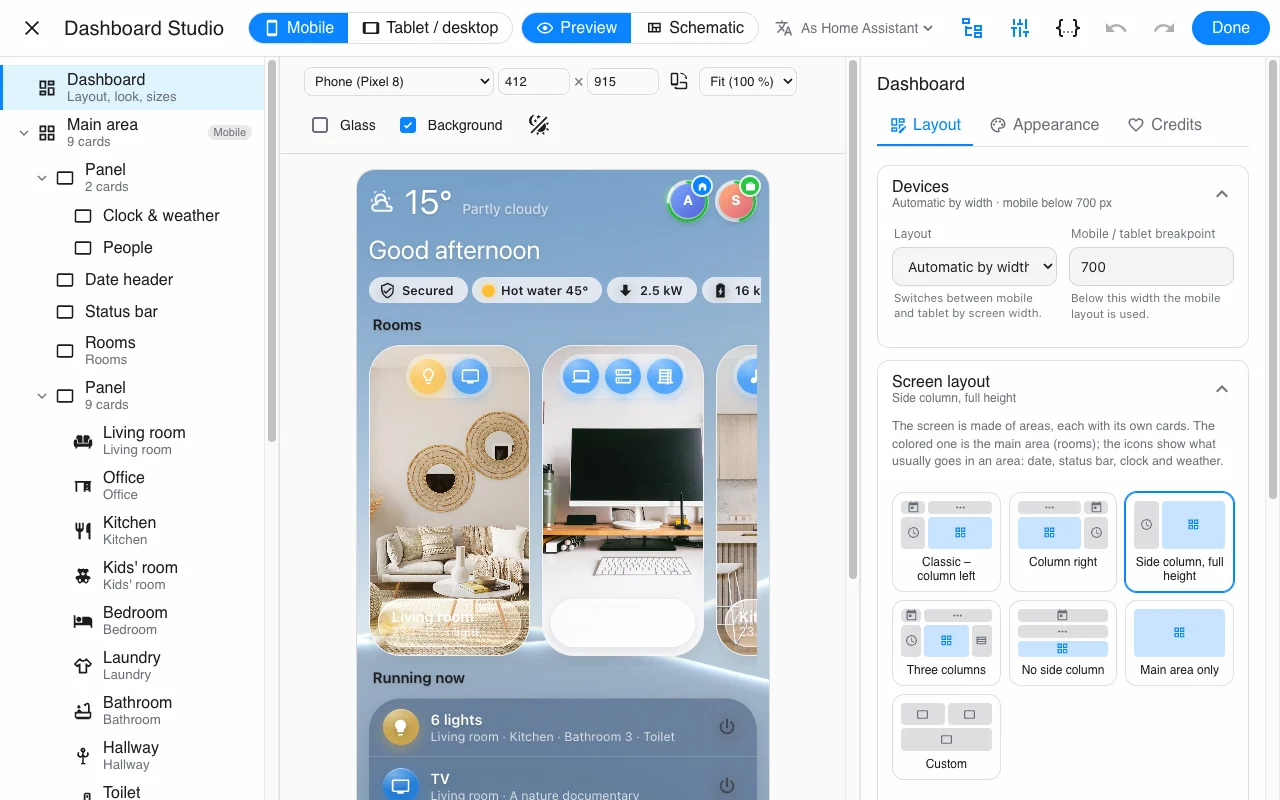 Dashboard Studio
Mobile
Tablet / desktop
Preview
Schematic
As Home Assistant
{...}
Done
Dashboard
Layout, look, sizes
Main area
9 cards
Mobile
Panel
2 cards
Clock & weather
People
Date header
Status bar
Rooms
Rooms
Panel
9 cards
Living room
Living room
Office
Office
Kitchen
Kitchen
Kids' room
Kids' room
Bedroom
Bedroom
Laundry
Laundry
Bathroom
Bathroom
Hallway
Hallway
Toilet
Phone (Pixel 8)
412
×
915
Fit (100 %)
Glass
Background
15°
Partly cloudy
A
S
Good afternoon
Secured
Hot water 45°
2.5 kW
16 k
Rooms
Living room
Kit
23.
Running now
6 lights
Living room · Kitchen · Bathroom 3 · Toilet
TV
Living room · A nature documentary
Dashboard
Layout
Appearance
Credits
Devices
Automatic by width · mobile below 700 px
Layout
Automatic by width
Switches between mobile
and tablet by screen width.
Mobile / tablet breakpoint
700
Below this width the mobile
layout is used.
Screen layout
Side column, full height
The screen is made of areas, each with its own cards. The
colored one is the main area (rooms); the icons show what
usually goes in an area: date, status bar, clock and weather.
Classic –
column left
Column right
Side column, full
height
Three columns
No side column
Main area only
Custom